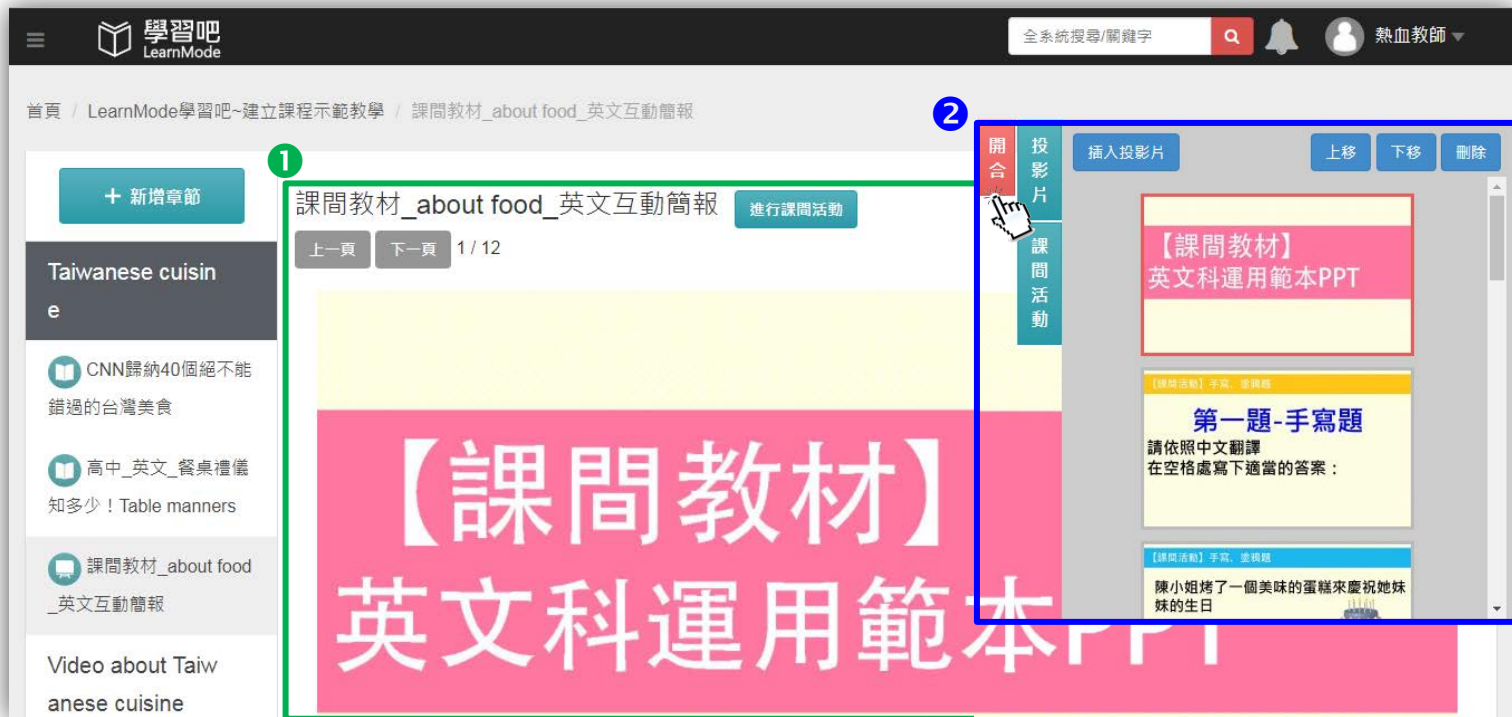 學習吧
LearnMode
全系統搜尋/關鍵字
熱血教師
首頁 / LearnMode學習吧~建立課程示範教學 / 課間教材_about food_英文互動簡報
1
2
+ 新增章節
Taiwanese cuisin
e
CNN歸納40個絕不能
錯過的台灣美食
高中_英文_餐桌禮儀
知多少！Table manners
課間教材_about food
_英文互動簡報
Video about Taiw
anese cuisine
課間教材_about food_英文互動簡報 進行課間活動
上一頁 下一頁 1 / 12
【課間教材】
英文科運用範本PPT
開合
投影片
課間活動
插入投影片 上移 下移 刪除
【課間教材】
英文科運用範本PPT
【課間活動】手寫、塗鴉題
第一題-手寫題
請依照中文翻譯
在空格處寫下適當的答案：
【課間活動】手寫、塗鴉題
陳小姐烤了一個美味的蛋糕來慶祝她妹
妹的生日